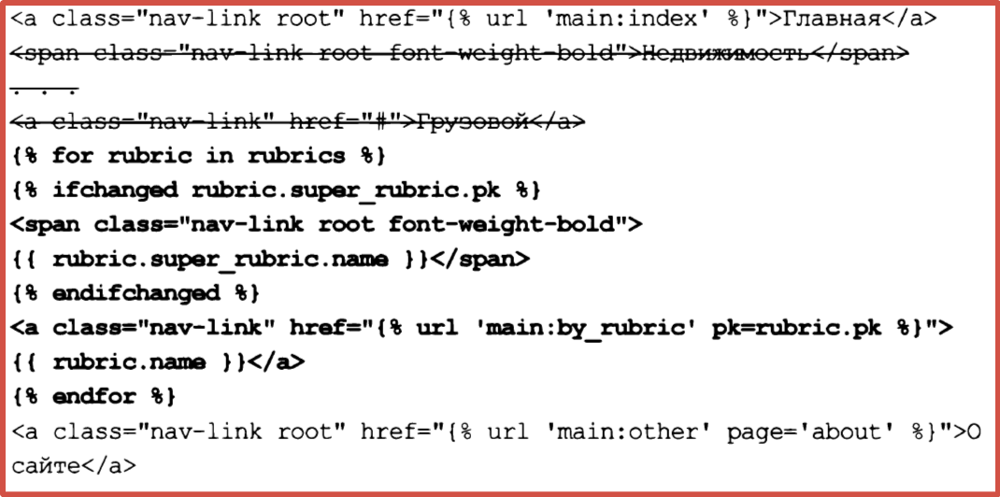 <a class="nav-link root" href="{% url 'main:index' %}">Главная</a>
<span class="nav-link root font-weight-bold">Недвижимость</span>
. . .
<a class="nav-link" href="#">Грузовой</a>
{% for rubric in rubrics %}
{% ifchanged rubric.super_rubric.pk %}
<span class="nav-link root font-weight-bold">
{{ rubric.super_rubric.name }}</span>
{% endifchanged %}
<a class="nav-link" href="{% url 'main:by_rubric' pk=rubric.pk %}">
{{ rubric.name }}</a>
{% endfor %}
<a class="nav-link root" href="{% url 'main:other' page='about' %}">О
сайте</a>